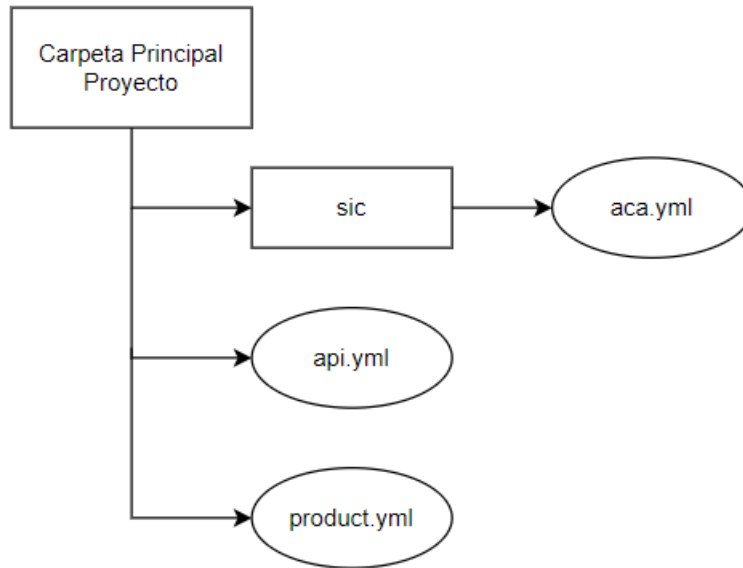 Carpeta Principal
Proyecto
sic
aca.yml
api.yml
product.yml